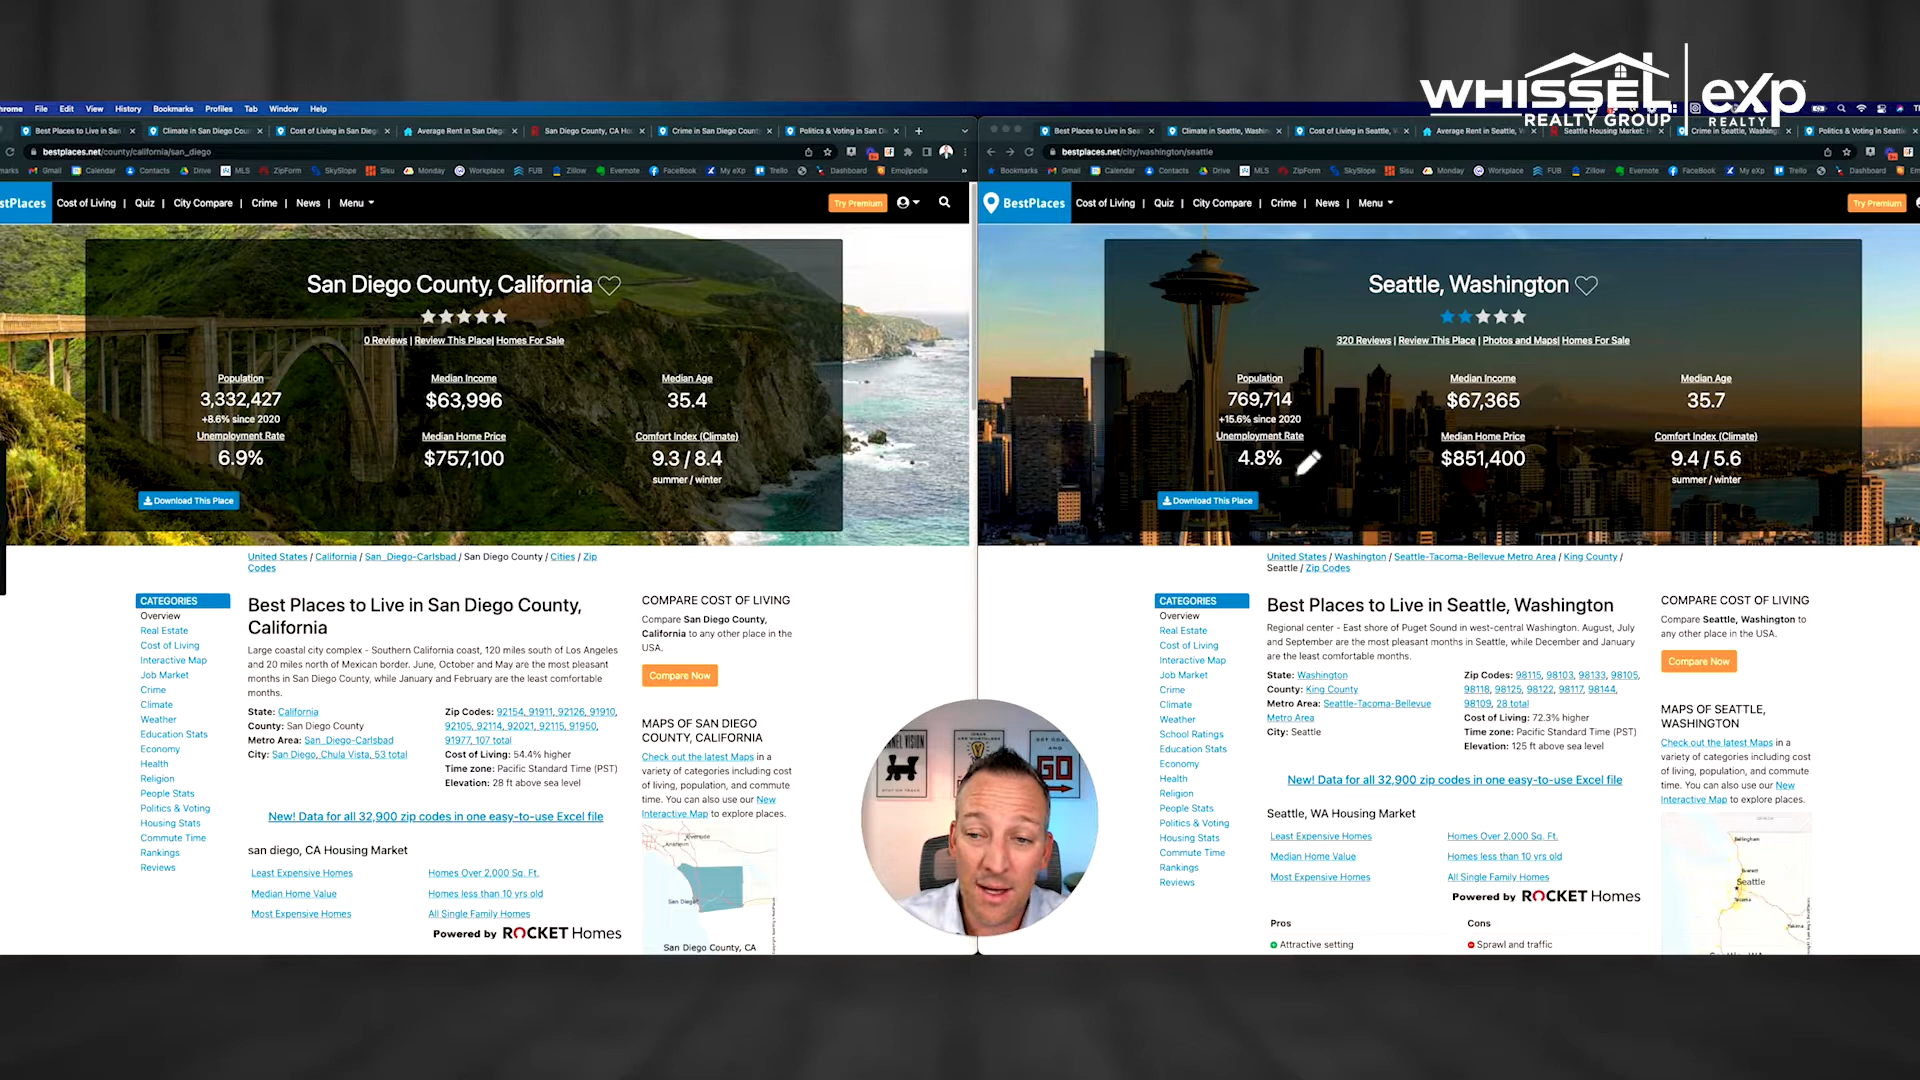 WHISSEL
REALTY GROUP
eXp
REALTY
Chrome File Edit View History Bookmarks Profiles Tab Window Help
Best Places to Live in San
Climate in San Diego Cou
Cost of Living in San Dieg
Average Rent in San Diego
San Diego County, CA Ho
Crime in San Diego County
Politics & Voting in San D
bestplaces.net/county/california/san_diego
Gmail Calendar Contacts Drive MLS ZipForm SkySlope Sisu Monday Workplace FUB Zillow Evernote FaceBook My eXp Trello Dashboard Emojipedia
stPlaces
Cost of Living | Quiz | City Compare | Crime | News | Menu
Try Premium
San Diego County, California
0 Reviews | Review This Place| Homes For Sale
Population
3,332,427
+8.6% since 2020
Median Income
$63,996
Median Age
35.4
Unemployment Rate
6.9%
Median Home Price
$757,100
Comfort Index (Climate)
9.3 / 8.4
summer / winter
Download This Place
United States / California / San_Diego-Carlsbad / San Diego County / Cities / Zip
Codes
CATEGORIES
Overview
Real Estate
Cost of Living
Interactive Map
Job Market
Crime
Climate
Weather
Education Stats
Economy
Health
Religion
People Stats
Politics & Voting
Housing Stats
Commute Time
Rankings
Reviews
Best Places to Live in San Diego County,
California
Large coastal city complex - Southern California coast, 120 miles south of Los Angeles
and 20 miles north of Mexican border. June, October and May are the most pleasant
months in San Diego County, while January and February are the least comfortable
months.
State: California
County: San Diego County
Metro Area: San_Diego-Carlsbad
City: San Diego, Chula Vista, 53 total
Zip Codes: 92154, 91911, 92126, 91910,
92105, 92114, 92021, 92115, 91950,
91977, 107 total
Cost of Living: 54.4% higher
Time zone: Pacific Standard Time (PST)
Elevation: 28 ft above sea level
New! Data for all 32,900 zip codes in one easy-to-use Excel file
san diego, CA Housing Market
Least Expensive Homes
Homes Over 2,000 Sq. Ft.
Median Home Value
Homes less than 10 yrs old
Most Expensive Homes
All Single Family Homes
Powered by ROCKET Homes
COMPARE COST OF LIVING
Compare San Diego County,
California to any other place in the
USA.
Compare Now
MAPS OF SAN DIEGO
COUNTY, CALIFORNIA
Check out the latest Maps in a
variety of categories including cost
of living, population, and commute
time. You can also use our New
Interactive Map to explore places.
Riverside
Anaheim
San Diego
San Diego County, CA
Best Places to Live in Sea
Climate in Seattle, Washing
Cost of Living in Seattle, W
Average Rent in Seattle, W
Seattle Housing Market: H
Crime in Seattle, Washing
Politics & Voting in Seattle
bestplaces.net/city/washington/seattle
Bookmarks Gmail Calendar Contacts Drive MLS ZipForm SkySlope Sisu Monday Workplace FUB Zillow Evernote FaceBook My eXp Trello Dashboard
BestPlaces
Cost of Living | Quiz | City Compare | Crime | News | Menu
Try Premium
Seattle, Washington
320 Reviews | Review This Place | Photos and Maps| Homes For Sale
Population
769,714
+15.6% since 2020
Median Income
$67,365
Median Age
35.7
Unemployment Rate
4.8%
Median Home Price
$851,400
Comfort Index (Climate)
9.4 / 5.6
summer / winter
Download This Place
United States / Washington / Seattle-Tacoma-Bellevue Metro Area / King County /
Seattle / Zip Codes
CATEGORIES
Overview
Real Estate
Cost of Living
Interactive Map
Job Market
Crime
Climate
Weather
School Ratings
Education Stats
Economy
Health
Religion
People Stats
Politics & Voting
Housing Stats
Commute Time
Rankings
Reviews
Best Places to Live in Seattle, Washington
Regional center - East shore of Puget Sound in west-central Washington. August, July
and September are the most pleasant months in Seattle, while December and January
are the least comfortable months.
State: Washington
County: King County
Metro Area: Seattle-Tacoma-Bellevue
Metro Area
City: Seattle
Zip Codes: 98115, 98103, 98133, 98105,
98118, 98125, 98122, 98117, 98144,
98109, 28 total
Cost of Living: 72.3% higher
Time zone: Pacific Standard Time (PST)
Elevation: 125 ft above sea level
New! Data for all 32,900 zip codes in one easy-to-use Excel file
Seattle, WA Housing Market
Least Expensive Homes
Homes Over 2,000 Sq. Ft.
Median Home Value
Homes less than 10 yrs old
Most Expensive Homes
All Single Family Homes
Powered by ROCKET Homes
Pros
Cons
Attractive setting
Sprawl and traffic
COMPARE COST OF LIVING
Compare Seattle, Washington to
any other place in the USA.
Compare Now
MAPS OF SEATTLE,
WASHINGTON
Check out the latest Maps in a
variety of categories including cost
of living, population, and commute
time. You can also use our New
Interactive Map to explore places.
Bellingham
Everett
Seattle
Tacoma
Yakima
GO